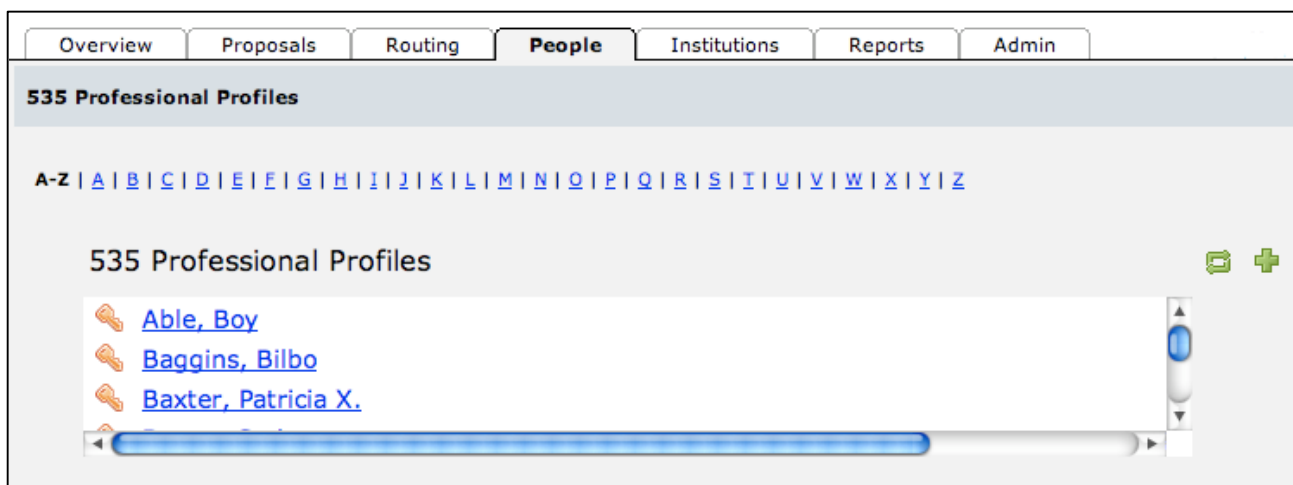 Overview Proposals Routing People Institutions Reports Admin
535 Professional Profiles
A-Z | A | B | C | D | E | F | G | H | I | J | K | L | M | N | O | P | Q | R | S | T | U | V | W | X | Y | Z
535 Professional Profiles
Able, Boy
Baggins, Bilbo
Baxter, Patricia X.